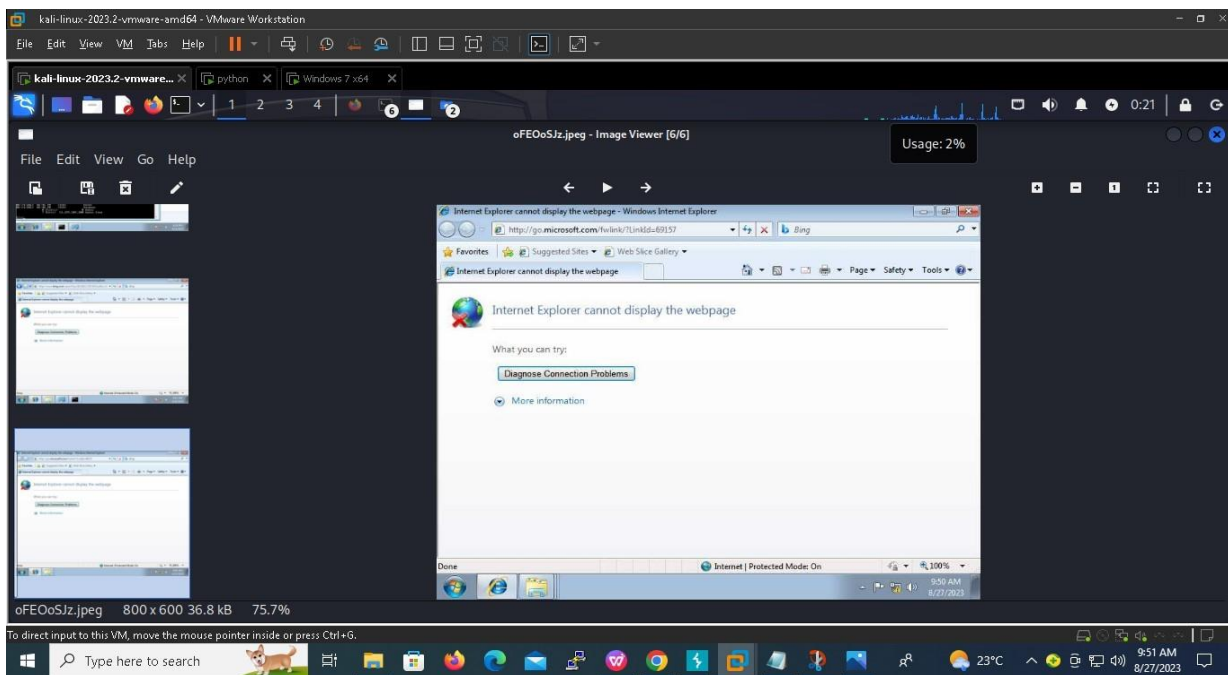 kali-linux-2023.2-vmware-amd64 - VMware Workstation
File Edit View VM Tabs Help
kali-linux-2023.2-vmware... python Windows 7 x64
1 2 3 4 6 2 0:21
oFEOoSJz.jpeg - Image Viewer [6/6]
Usage: 2%
File Edit View Go Help
Internet Explorer cannot display the webpage - Windows Internet Explorer
http://go.microsoft.com/fwlink/?LinkId=69157 Bing
Favorites Suggested Sites Web Slice Gallery
Internet Explorer cannot display the webpage Page Safety Tools
Internet Explorer cannot display the webpage
What you can try:
Diagnose Connection Problems
More information
Done Internet | Protected Mode: On 100%
9:50 AM
8/27/2023
oFEOoSJz.jpeg 800 x 600 36.8 kB 75.7%
To direct input to this VM, move the mouse pointer inside or press Ctrl+G.
Type here to search 23°C 9:51 AM
8/27/2023